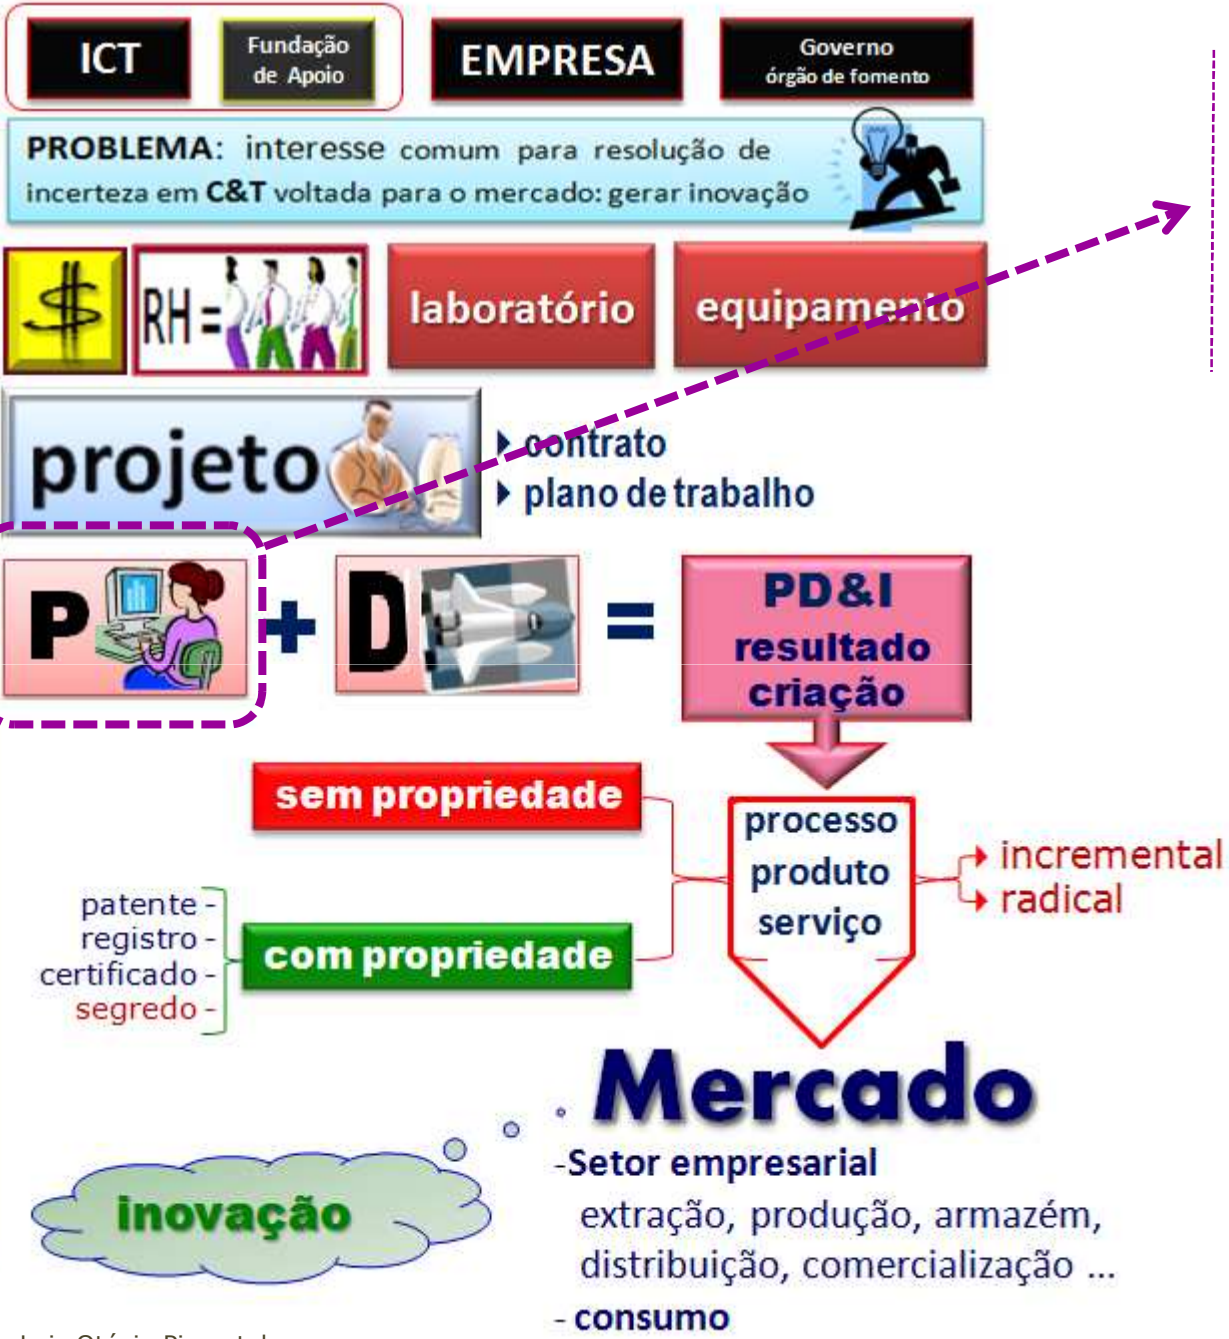 ICT
Fundação
de Apoio
EMPRESA
Governo
órgão de fomento
PROBLEMA: interesse comum para resolução de
incerteza em C&T voltada para o mercado: gerar inovação
$
RH =
laboratório
equipamento
projeto
contrato
plano de trabalho
P + D =
PD&I
resultado
criação
sem propriedade
processo
produto
serviço
incremental
radical
patente -
registro -
certificado -
segredo -
com propriedade
Mercado
inovação
-Setor empresarial
extração, produção, armazém,
distribuição, comercialização ...
- consumo